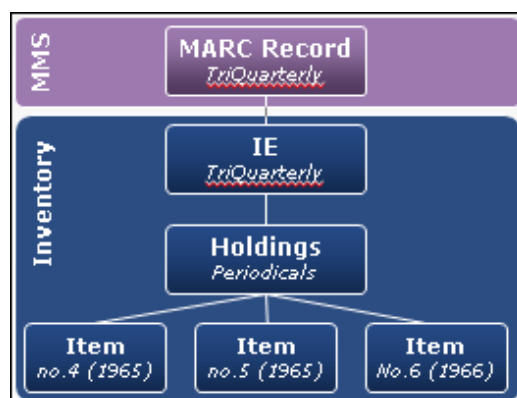 MMS
MARC Record
TriQuarterly
Inventory
IE
TriQuarterly
Holdings
Periodicals
Item
no.4 (1965)
Item
no.5 (1965)
Item
No.6 (1966)